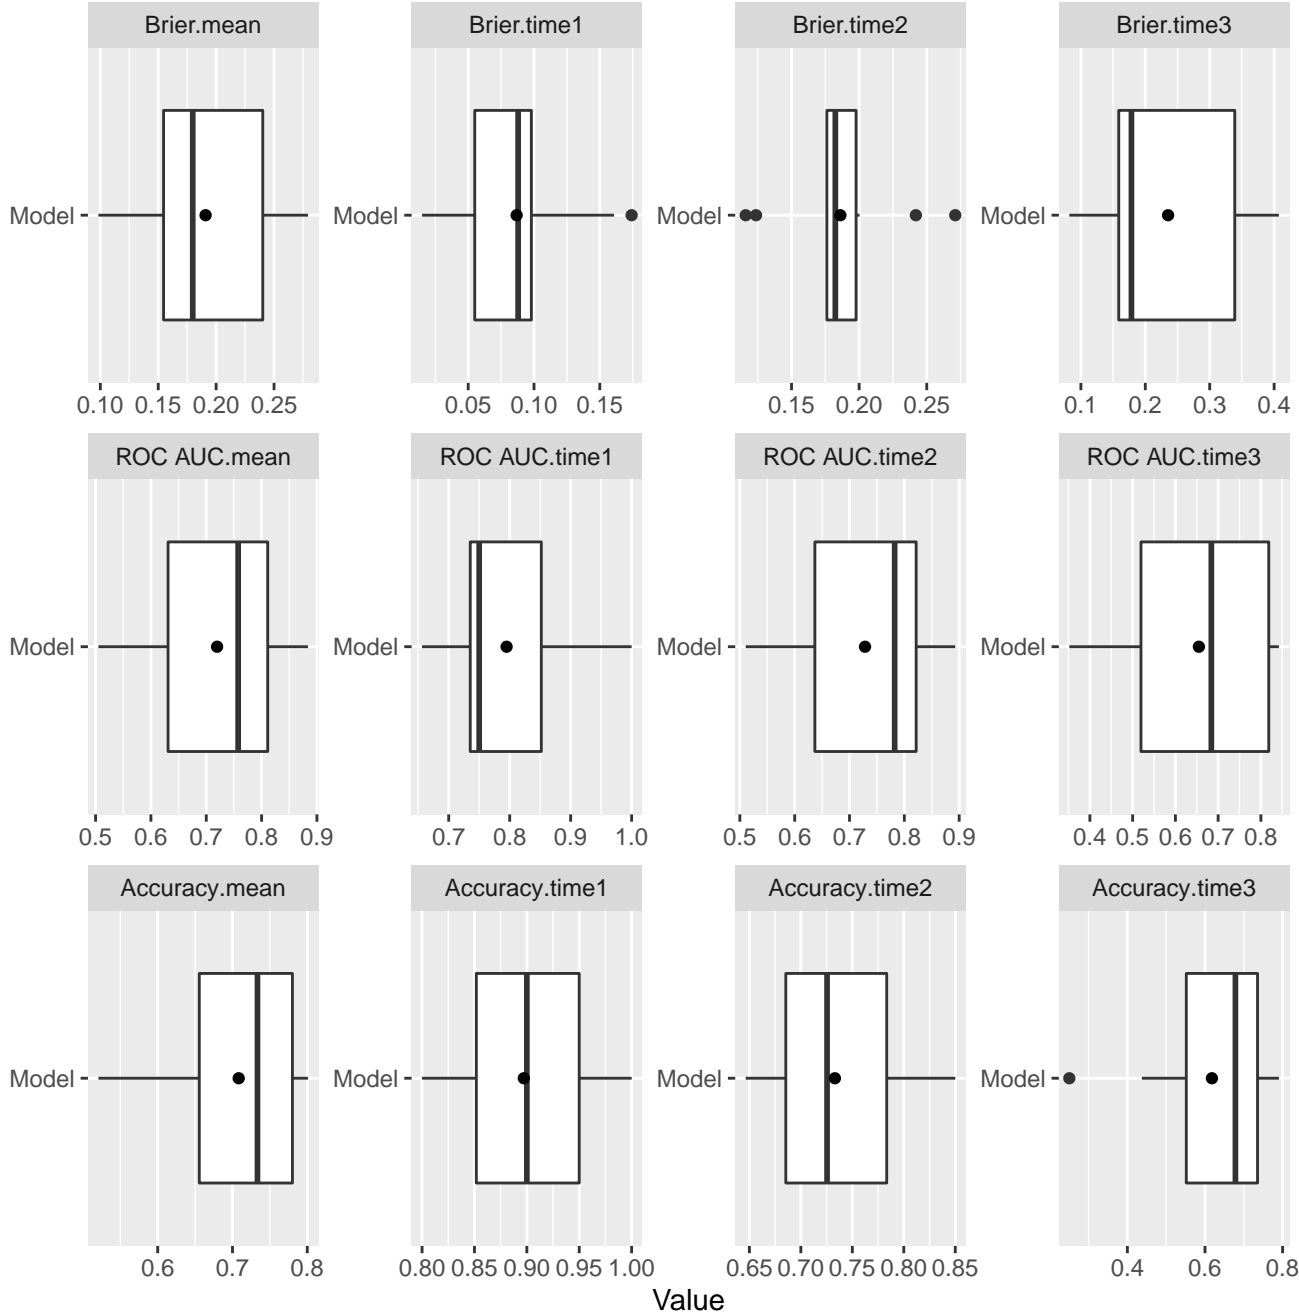 Brier.mean Brier.time1 Brier.time2 Brier.time3
Model Model Model Model
0.10 0.15 0.20 0.25 0.05 0.10 0.15 0.15 0.20 0.25 0.1 0.2 0.3 0.4
ROC AUC.mean ROC AUC.time1 ROC AUC.time2 ROC AUC.time3
Model Model Model Model
0.5 0.6 0.7 0.8 0.9 0.7 0.8 0.9 1.0 0.5 0.6 0.7 0.8 0.9 0.4 0.5 0.6 0.7 0.8
Accuracy.mean Accuracy.time1 Accuracy.time2 Accuracy.time3
Model Model Model Model
0.6 0.7 0.8 0.80 0.85 0.90 0.95 1.00 0.65 0.70 0.75 0.80 0.85 0.4 0.6 0.8
Value